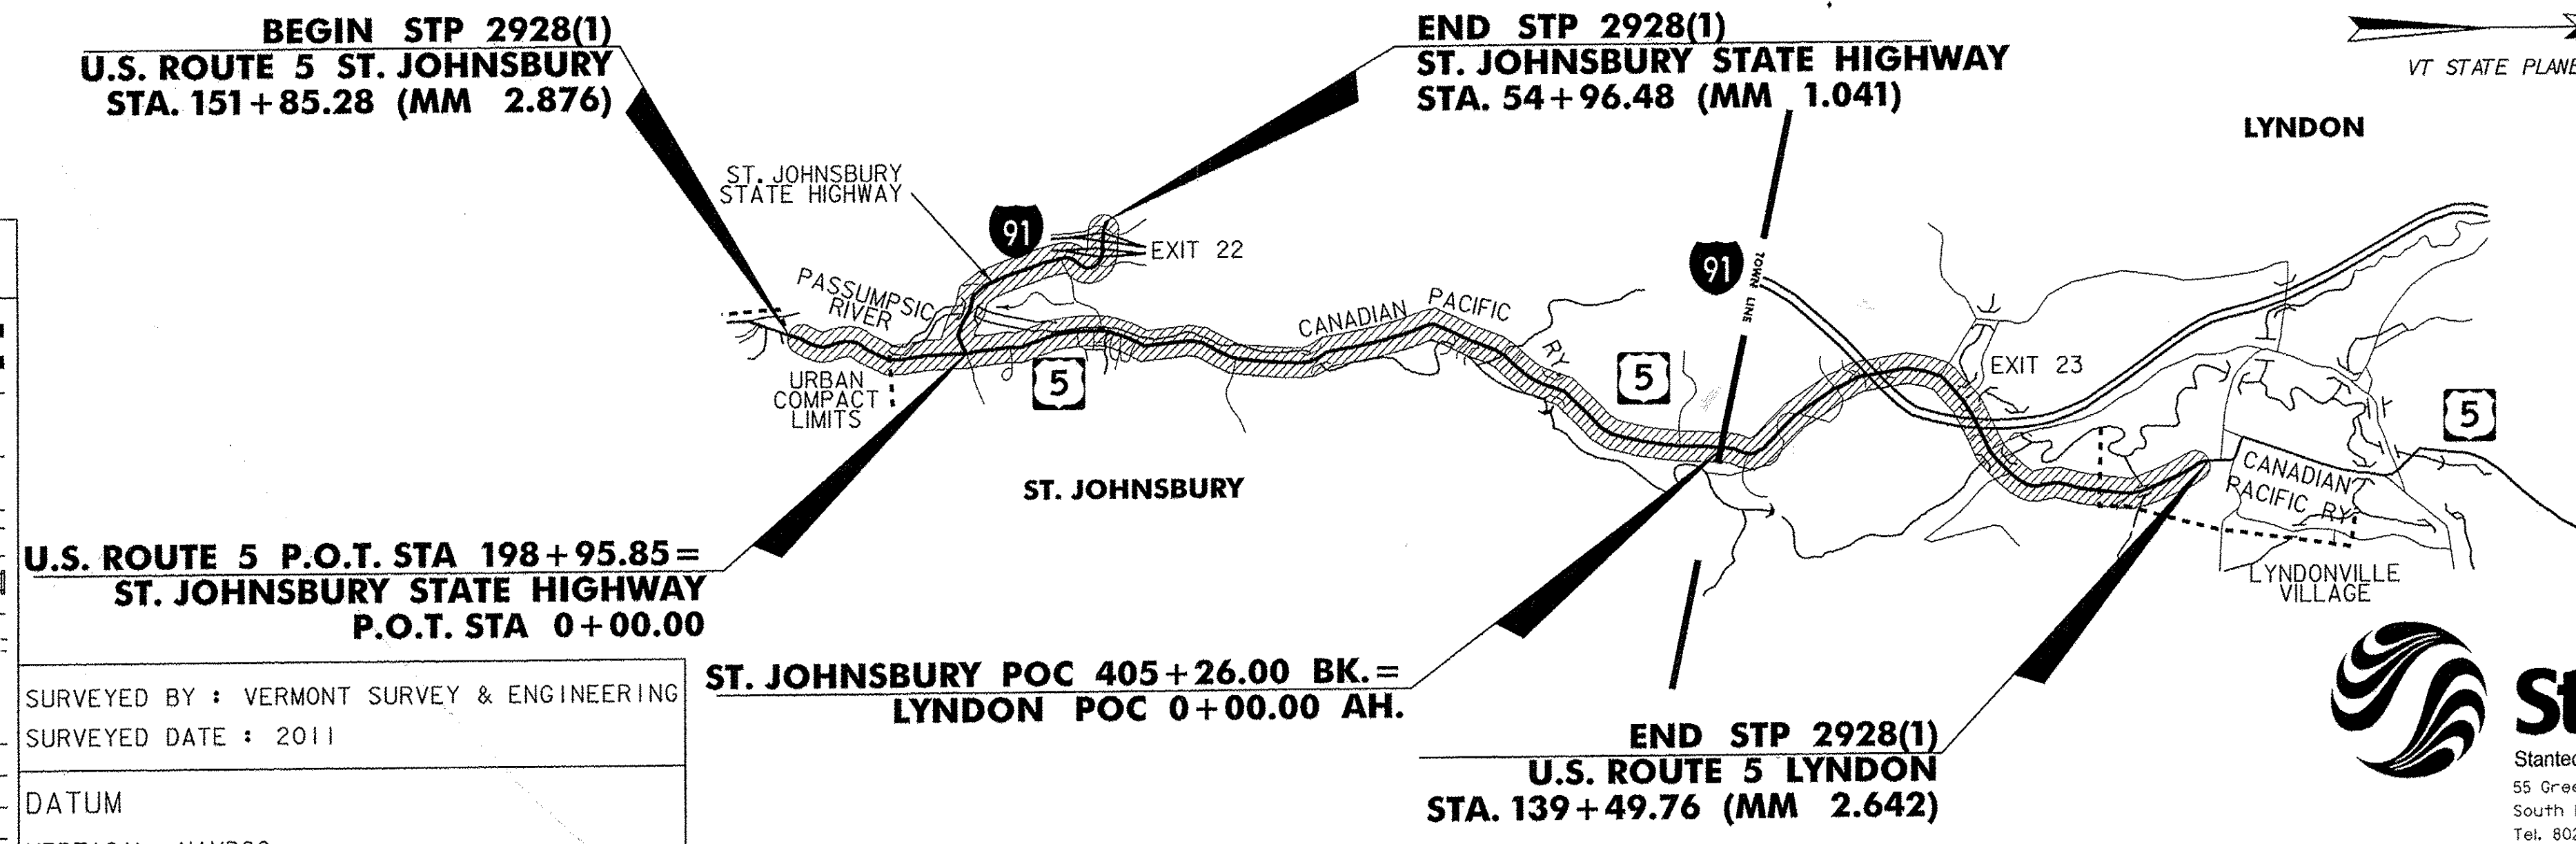 BEGIN STP 2928(1)
U.S. ROUTE 5 ST. JOHNSBURY
STA. 151+85.28 (MM 2.876)
END STP 2928(1)
ST. JOHNSBURY STATE HIGHWAY
STA. 54+96.48 (MM 1.041)
VT STATE PLANE
LYNDON
ST. JOHNSBURY
STATE HIGHWAY
91
EXIT 22
PASSUMPSIC
RIVER
URBAN
COMPACT
LIMITS
5
CANADIAN PACIFIC RY
5
91
TOWN LINE
EXIT 23
5
CANADIAN
PACIFIC RY
LYNDONVILLE
VILLAGE
ST. JOHNSBURY
U.S. ROUTE 5 P.O.T. STA 198+95.85=
ST. JOHNSBURY STATE HIGHWAY
P.O.T. STA 0+00.00
ST. JOHNSBURY POC 405+26.00 BK.=
LYNDON POC 0+00.00 AH.
END STP 2928(1)
U.S. ROUTE 5 LYNDON
STA. 139+49.76 (MM 2.642)
SURVEYED BY : VERMONT SURVEY & ENGINEERING
SURVEYED DATE : 2011
DATUM
St
Stantec
55 Gree
South
Tel. 802